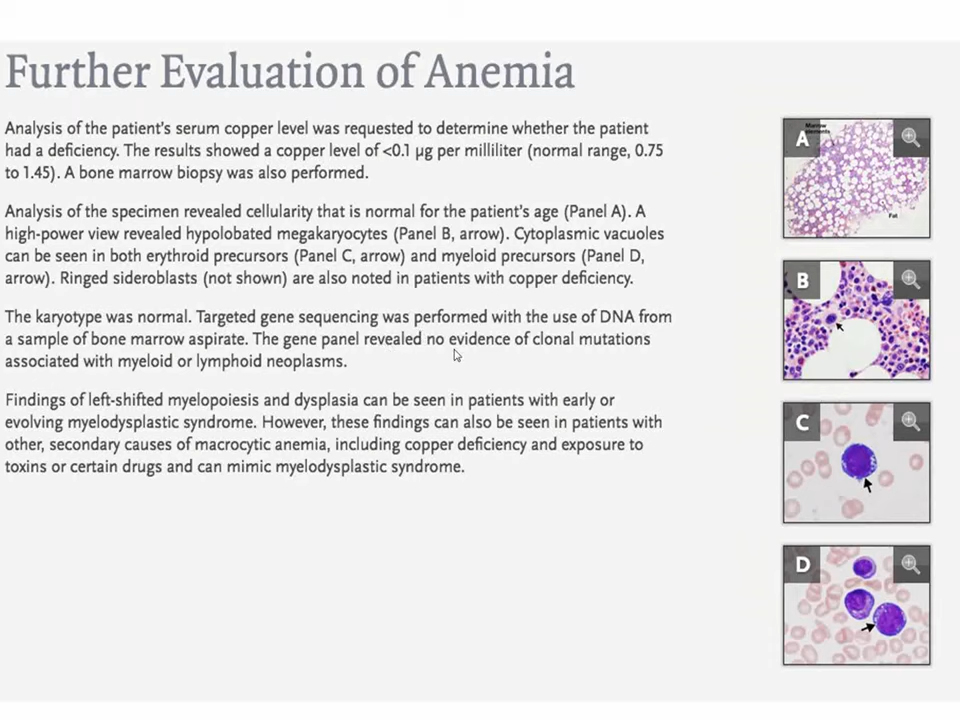 Further Evaluation of Anemia
Analysis of the patient's serum copper level was requested to determine whether the patient
had a deficiency. The results showed a copper level of <0.1 µg per milliliter (normal range, 0.75
to 1.45). A bone marrow biopsy was also performed.
Analysis of the specimen revealed cellularity that is normal for the patient's age (Panel A). A
high-power view revealed hypolobated megakaryocytes (Panel B, arrow). Cytoplasmic vacuoles
can be seen in both erythroid precursors (Panel C, arrow) and myeloid precursors (Panel D,
arrow). Ringed sideroblasts (not shown) are also noted in patients with copper deficiency.
The karyotype was normal. Targeted gene sequencing was performed with the use of DNA from
a sample of bone marrow aspirate. The gene panel revealed no evidence of clonal mutations
associated with myeloid or lymphoid neoplasms.
Findings of left-shifted myelopoiesis and dysplasia can be seen in patients with early or
evolving myelodysplastic syndrome. However, these findings can also be seen in patients with
other, secondary causes of macrocytic anemia, including copper deficiency and exposure to
toxins or certain drugs and can mimic myelodysplastic syndrome.
A
Marrow
elements
Fat
B
C
D